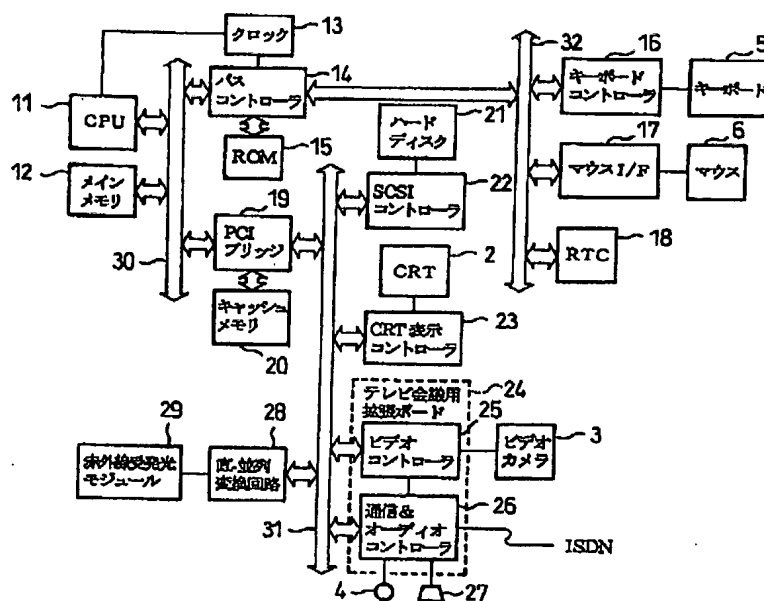 13
クロック
32
16
5
14
バス
コントローラ
キーボード
コントローラ
キーボード
11
CPU
21
ハード
ディスク
17
6
15
ROM
マウスI/F
マウス
12
メイン
メモリ
22
SCSI
コントローラ
19
PCI
ブリッジ
18
RTC
30
2
CRT
キャッシュ
メモリ
20
23
CRT表示
コントローラ
24
テレビ会議用
拡張ボード
25
29
28
3
ビデオ
コントローラ
ビデオ
カメラ
赤外線受発光
モジュール
直-並列
変換回路
26
通信&
オーディオ
コントローラ
31
ISDN
4
27